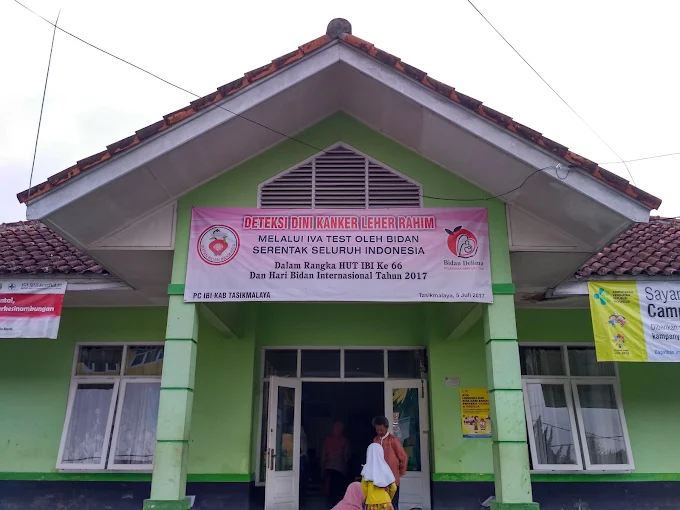 DETEKSI DINI KANKER LEHER RAHIM
MELALUI IVA TEST OLEH BIDAN
SERENTAK SELURUH INDONESIA
Dalam Rangka HUT IBI Ke 66
Dan Hari Bidan Internasional Tahun 2017
PC IBI KAB TASIKMALAYA
Tasikmalaya, 5 Juli 2017
Bidan Delima
Saya
Camp